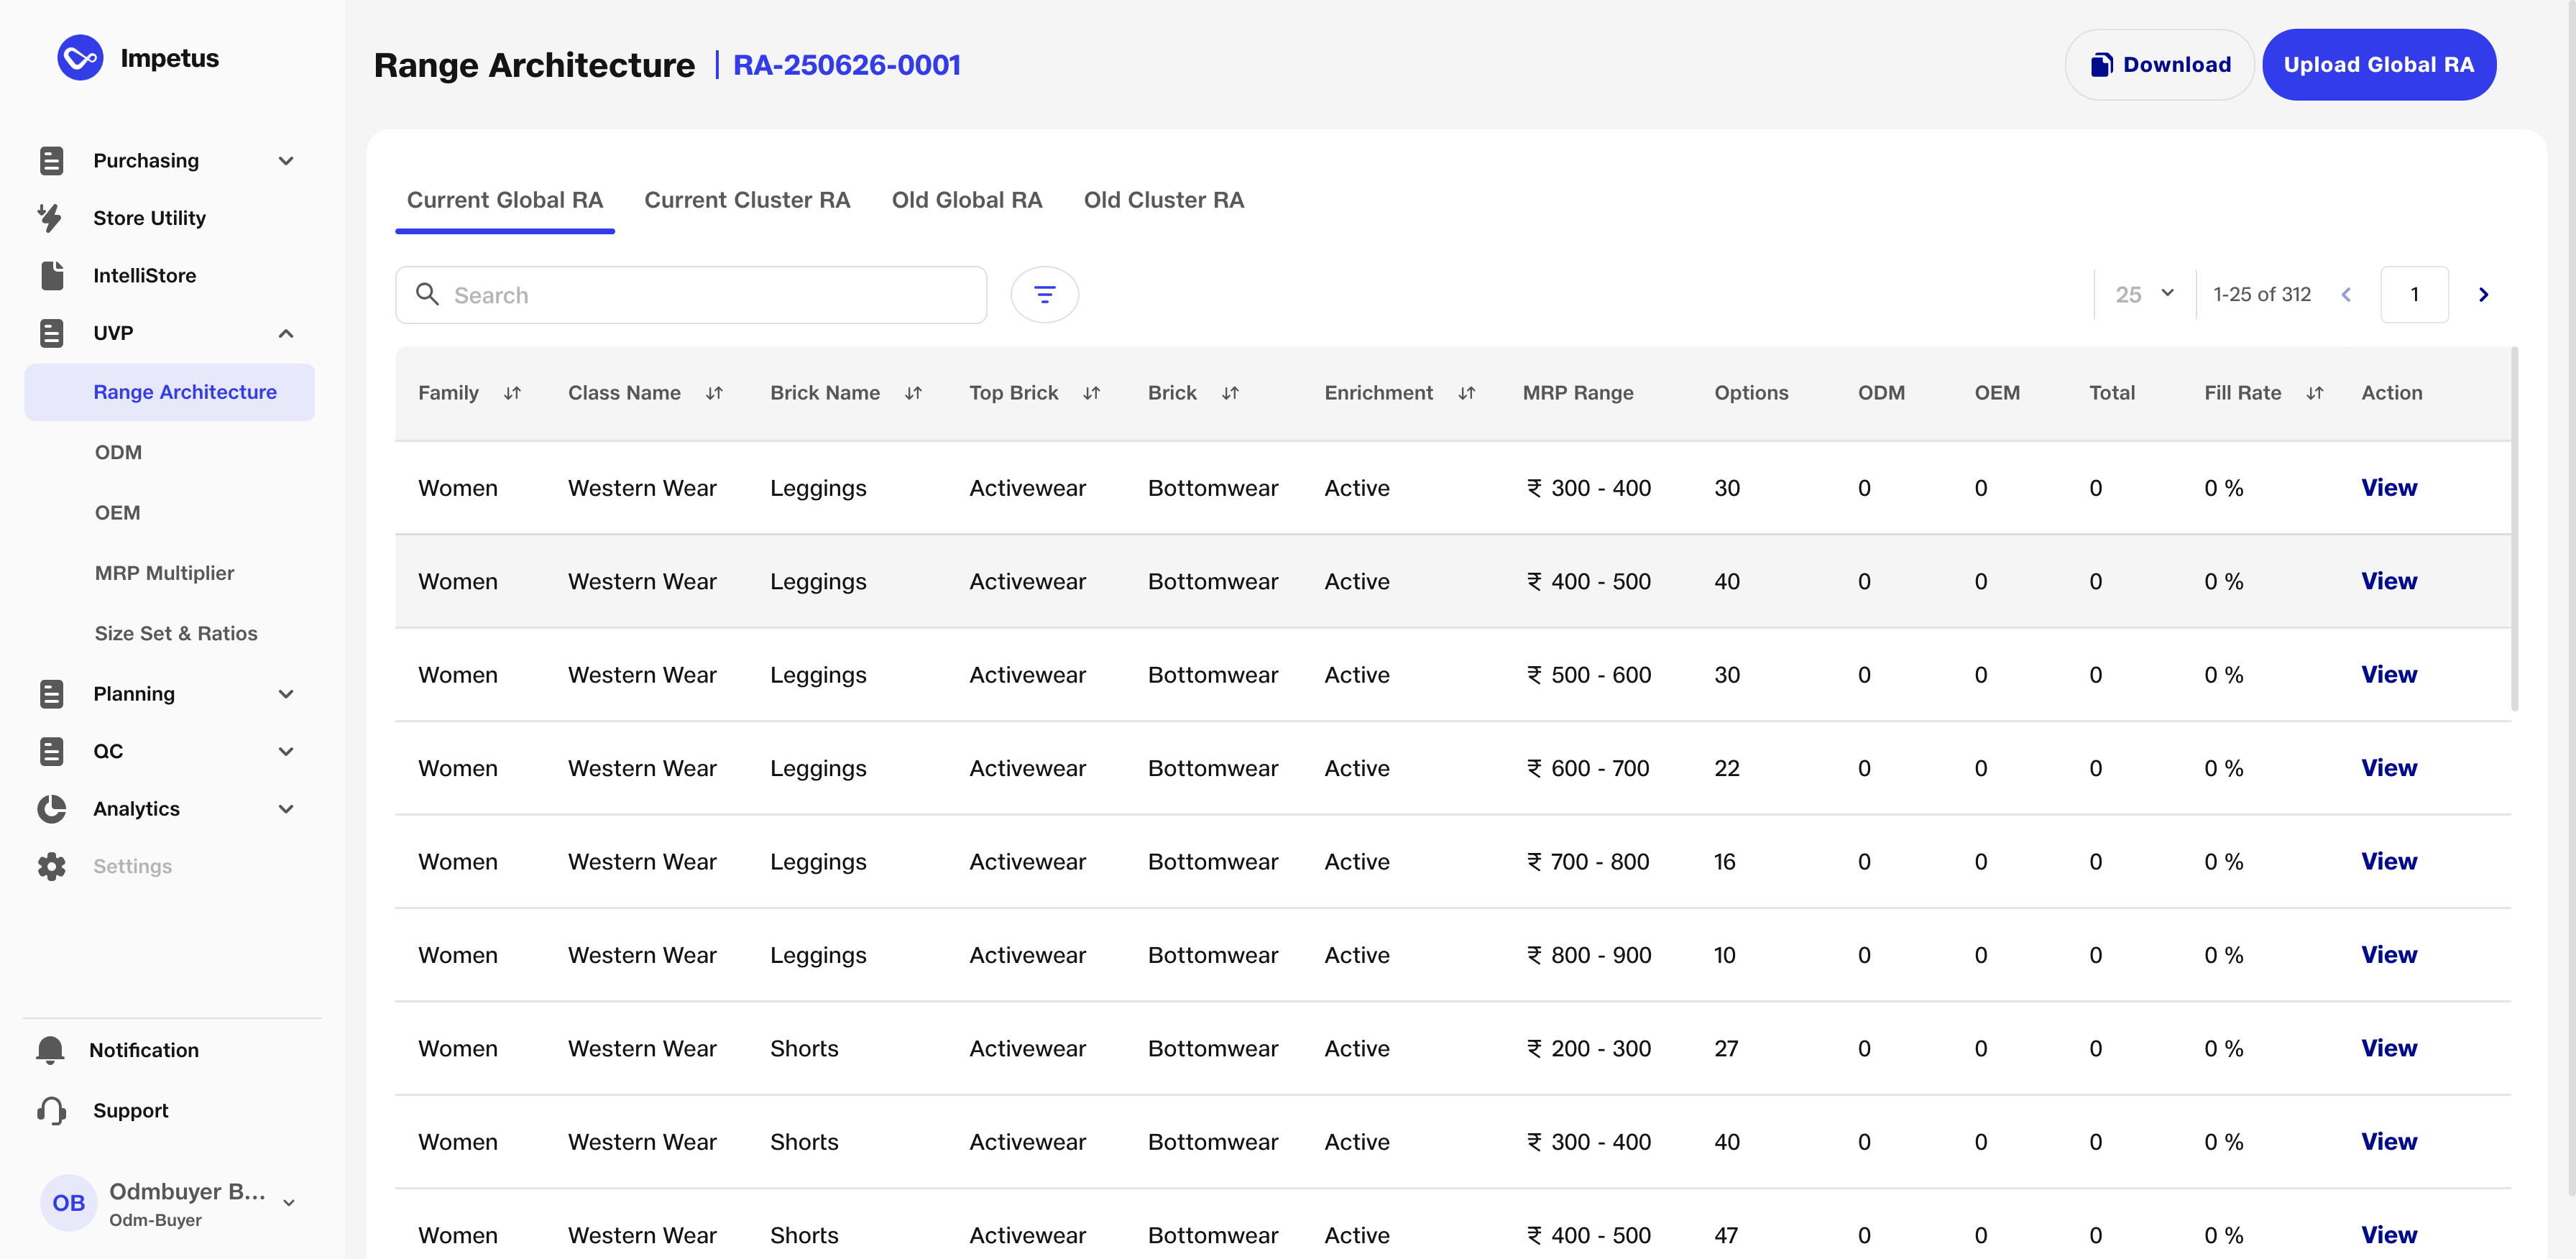 Impetus
Purchasing
Store Utility
IntelliStore
UVP
Range Architecture
ODM
OEM
MRP Multiplier
Size Set & Ratios
Planning
QC
Analytics
Settings
Notification
Support
OB
Odmbuyer B...
Odm-Buyer
Range Architecture | RA-250626-0001
Download
Upload Global RA
Current Global RA Current Cluster RA Old Global RA Old Cluster RA
Search
25 1-25 of 312 1
Family Class Name Brick Name Top Brick Brick Enrichment MRP Range Options ODM OEM Total Fill Rate Action
Women Western Wear Leggings Activewear Bottomwear Active ₹ 300 - 400 30 0 0 0 0 % View
Women Western Wear Leggings Activewear Bottomwear Active ₹ 400 - 500 40 0 0 0 0 % View
Women Western Wear Leggings Activewear Bottomwear Active ₹ 500 - 600 30 0 0 0 0 % View
Women Western Wear Leggings Activewear Bottomwear Active ₹ 600 - 700 22 0 0 0 0 % View
Women Western Wear Leggings Activewear Bottomwear Active ₹ 700 - 800 16 0 0 0 0 % View
Women Western Wear Leggings Activewear Bottomwear Active ₹ 800 - 900 10 0 0 0 0 % View
Women Western Wear Shorts Activewear Bottomwear Active ₹ 200 - 300 27 0 0 0 0 % View
Women Western Wear Shorts Activewear Bottomwear Active ₹ 300 - 400 40 0 0 0 0 % View
Women Western Wear Shorts Activewear Bottomwear Active ₹ 400 - 500 47 0 0 0 0 % View